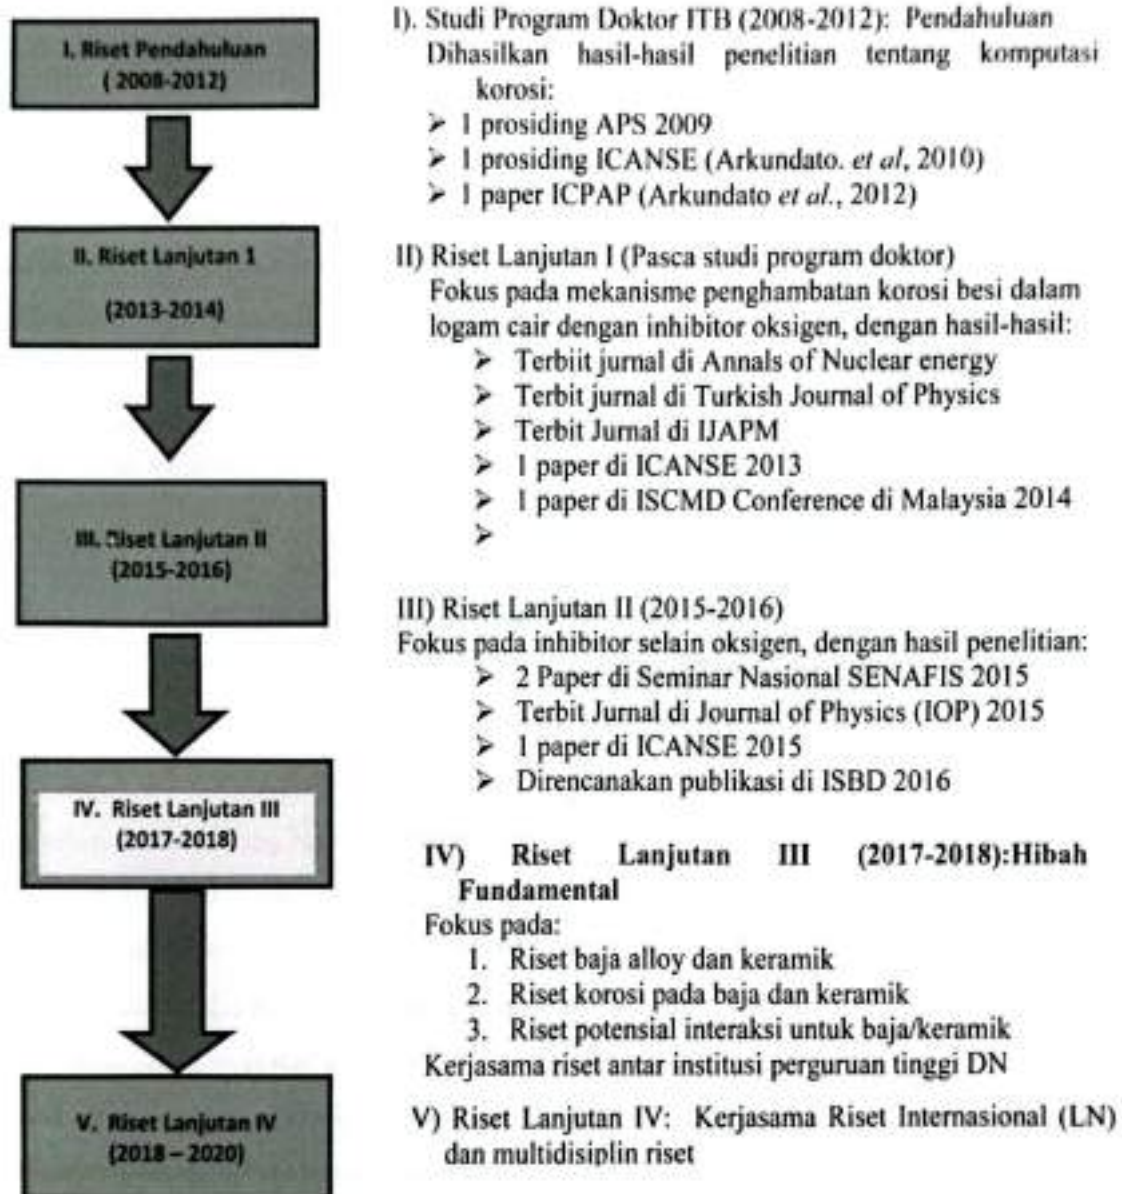 I. Riset Pendahuluan
( 2008-2012)
I). Studi Program Doktor ITB (2008-2012): Pendahuluan
Dihasilkan hasil-hasil penelitian tentang komputasi
korosi:
➤ 1 prosiding APS 2009
➤ 1 prosiding ICANSE (Arkundato. et al, 2010)
➤ 1 paper ICPAP (Arkundato et al., 2012)
II. Riset Lanjutan 1
(2013-2014)
II) Riset Lanjutan I (Pasca studi program doktor)
Fokus pada mekanisme penghambatan korosi besi dalam
logam cair dengan inhibitor oksigen, dengan hasil-hasil:
➤ Terbiit jurnal di Annals of Nuclear energy
➤ Terbit jurnal di Turkish Journal of Physics
➤ Terbit Jurnal di IJAPM
➤ 1 paper di ICANSE 2013
➤ 1 paper di ISCMD Conference di Malaysia 2014
➤
III. Riset Lanjutan II
(2015-2016)
III) Riset Lanjutan II (2015-2016)
Fokus pada inhibitor selain oksigen, dengan hasil penelitian:
➤ 2 Paper di Seminar Nasional SENAFIS 2015
➤ Terbit Jurnal di Journal of Physics (IOP) 2015
➤ 1 paper di ICANSE 2015
➤ Direncanakan publikasi di ISBD 2016
IV. Riset Lanjutan III
(2017-2018)
IV) Riset Lanjutan III (2017-2018):Hibah
Fundamental
Fokus pada:
1. Riset baja alloy dan keramik
2. Riset korosi pada baja dan keramik
3. Riset potensial interaksi untuk baja/keramik
Kerjasama riset antar institusi perguruan tinggi DN
V. Riset Lanjutan IV
(2018 – 2020)
V) Riset Lanjutan IV: Kerjasama Riset Internasional (LN)
dan multidisiplin riset